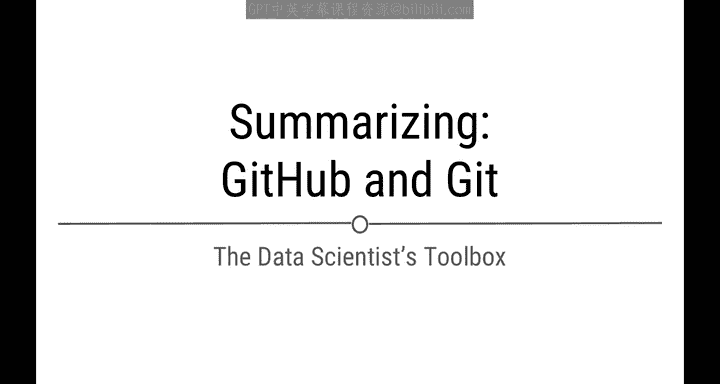 GPT中英字幕课程资源@bilibili.com
Summarizing:
GitHub and Git
The Data Scientist’s Toolbox